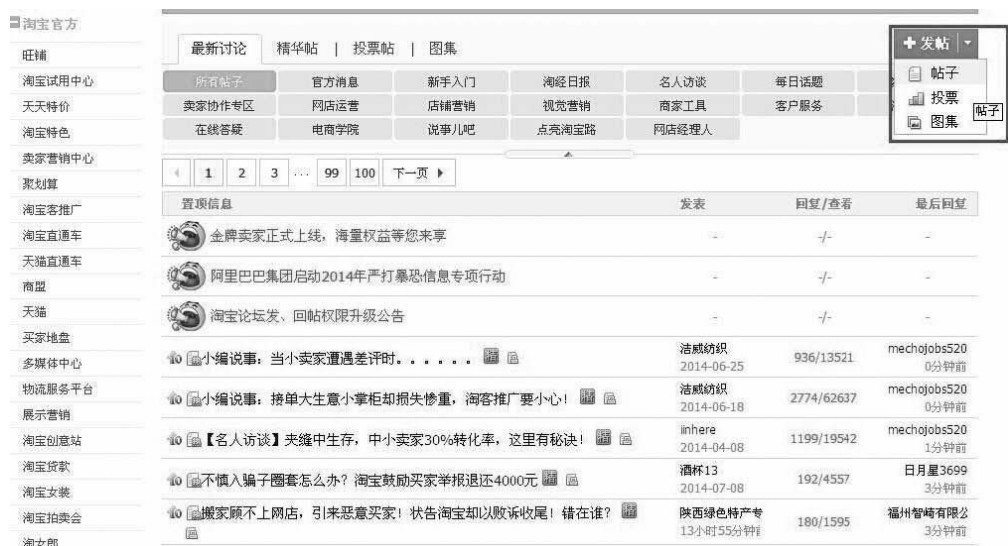 淘宝官方
旺铺
淘宝试用中心
天天特价
淘宝特色
卖家营销中心
聚划算
淘宝客推广
淘宝直通车
天猫直通车
商盟
天猫
买家地盘
多媒体中心
物流服务平台
展示营销
淘宝创意站
淘宝贷款
淘宝女装
淘宝拍卖会
淘女郎
最新讨论 精华帖 | 投票帖 | 图集
所有帖子 官方消息 新手入门 淘经日报 名人访谈 每日话题
卖家协作专区 网店运营 店铺营销 视觉营销 商家工具 客户服务
在线答疑 电商学院 说事儿吧 点亮淘宝路 网店经理人
+ 发帖
帖子
投票
图集
帖子
1 2 3 ... 99 100 下一页
置顶信息 发表 回复/查看 最后回复
金牌卖家正式上线，海量权益等您来享 - -/- -
阿里巴巴集团启动2014年严打暴恐信息专项行动 - -/- -
淘宝论坛发、回帖权限升级公告 - -/- -
小编说事：当小卖家遭遇差评时。。。。。。 洁威纺织 936/13521 mechojobs520
2014-06-25 0分钟前
小编说事：接单大生意小掌柜却损失惨重，淘客推广要小心！ 洁威纺织 2774/62637 mechojobs520
2014-06-18 0分钟前
【名人访谈】夹缝中生存，中小卖家30%转化率，这里有秘诀！ iinhere 1199/19542 mechojobs520
2014-04-08 1分钟前
不慎入骗子圈套怎么办？淘宝鼓励买家举报退还4000元 酒杯13 192/4557 日月星3699
2014-07-08 3分钟前
搬家顾不上网店，引来恶意买家！状告淘宝却以败诉收尾！错在谁？ 陕西绿色特产专 180/1595 福州智崎有限公
13小时55分钟前 3分钟前